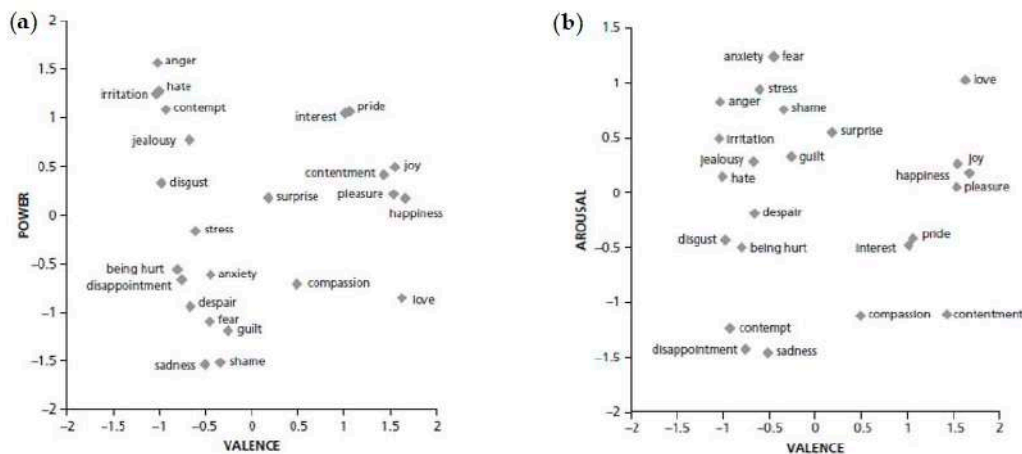 (a)
2
1.5
1
0.5
0
−0.5
−1
−1.5
−2
POWER
anger
hate
irritation
contempt
jealousy
disgust
stress
being hurt
disappointment
anxiety
despair
fear
guilt
sadness
shame
pride
interest
joy
contentment
surprise
pleasure
happiness
compassion
love
−2
−1.5
−1
−0.5
0
0.5
1
1.5
2
VALENCE
(b)
1.5
1
0.5
0
−0.5
−1
−1.5
−2
AROUSAL
anxiety
fear
love
stress
anger
shame
surprise
irritation
guilt
Jealousy
hate
joy
happiness
pleasure
despair
disgust
being hurt
pride
interest
compassion
contentment
contempt
disappointment
sadness
−2
−1.5
−1
−0.5
0
0.5
1
1.5
2
VALENCE